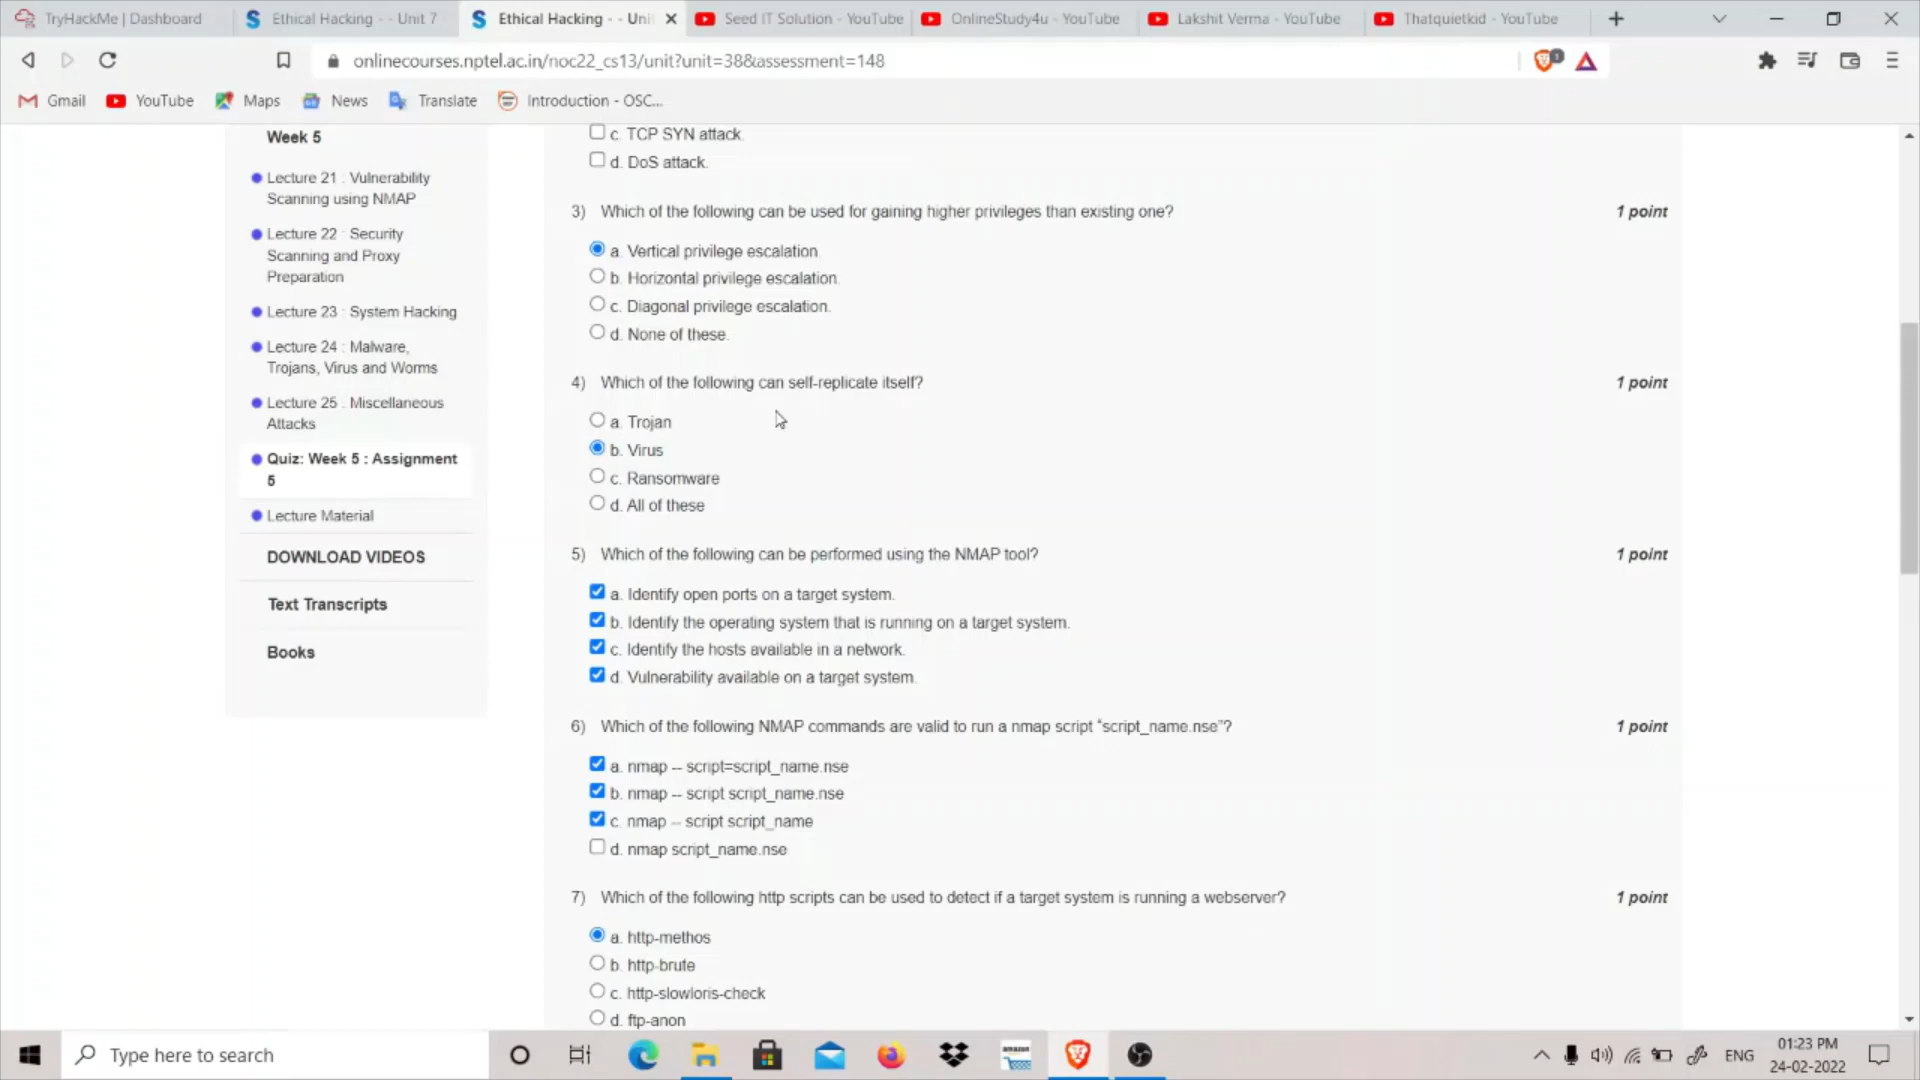 TryHackMe | Dashboard
Ethical Hacking - - Unit 7
Ethical Hacking - - Unit
Seed IT Solution - YouTube
OnlineStudy4u - YouTube
Lakshit Verma - YouTube
Thatquietkid - YouTube
onlinecourses.nptel.ac.in/noc22_cs13/unit?unit=38&assessment=148
Gmail
YouTube
Maps
News
Translate
Introduction - OSC...
Week 5
Lecture 21 : Vulnerability
Scanning using NMAP
Lecture 22 : Security
Scanning and Proxy
Preparation
Lecture 23 : System Hacking
Lecture 24 : Malware,
Trojans, Virus and Worms
Lecture 25 : Miscellaneous
Attacks
Quiz: Week 5 : Assignment
5
Lecture Material
DOWNLOAD VIDEOS
Text Transcripts
Books
c. TCP SYN attack.
d. DoS attack.
3) Which of the following can be used for gaining higher privileges than existing one? 1 point
a. Vertical privilege escalation.
b. Horizontal privilege escalation.
c. Diagonal privilege escalation.
d. None of these.
4) Which of the following can self-replicate itself? 1 point
a. Trojan
b. Virus
c. Ransomware
d. All of these
5) Which of the following can be performed using the NMAP tool? 1 point
a. Identify open ports on a target system.
b. Identify the operating system that is running on a target system.
c. Identify the hosts available in a network.
d. Vulnerability available on a target system.
6) Which of the following NMAP commands are valid to run a nmap script “script_name.nse”? 1 point
a. nmap -- script=script_name.nse
b. nmap -- script script_name.nse
c. nmap -- script script_name
d. nmap script_name.nse
7) Which of the following http scripts can be used to detect if a target system is running a webserver? 1 point
a. http-methos
b. http-brute
c. http-slowloris-check
d. ftp-anon
Type here to search
amazon
ENG
01:23 PM
24-02-2022